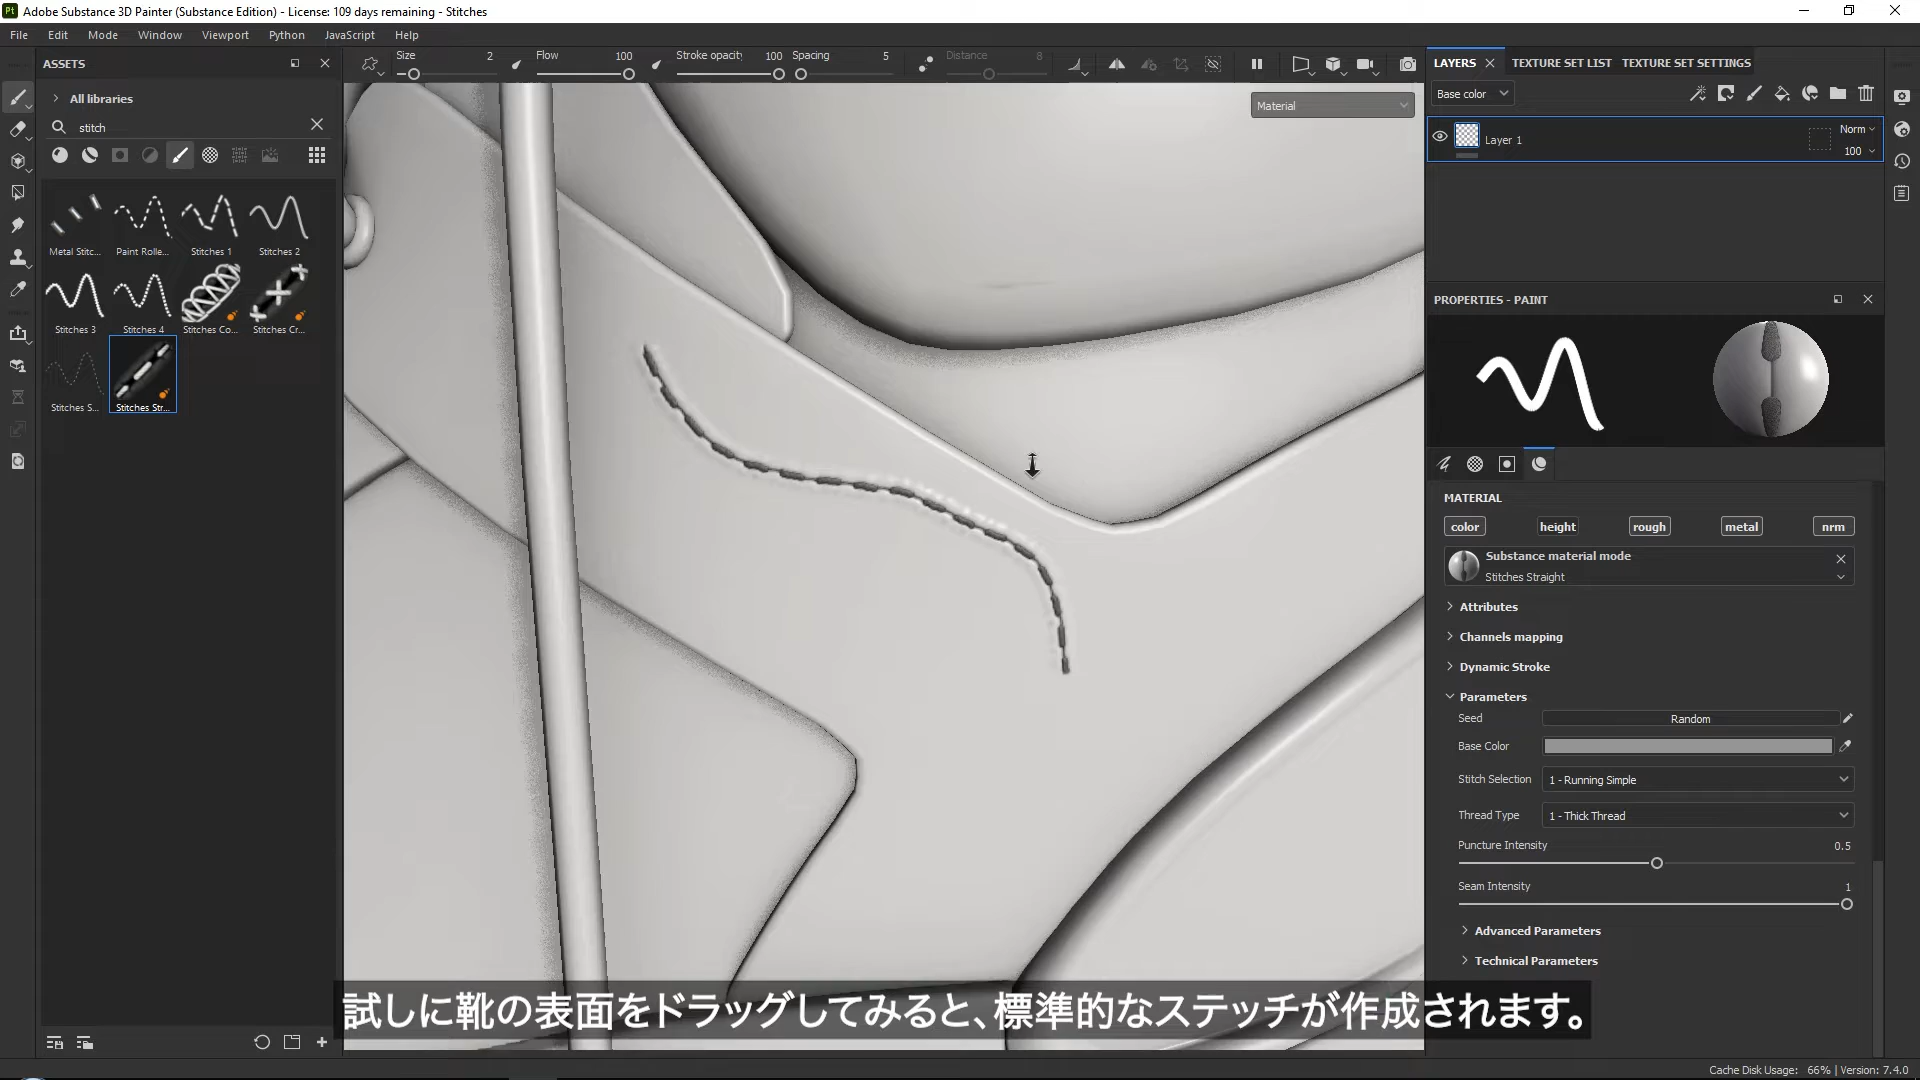 Pt Adobe Substance 3D Painter (Substance Edition) - License: 109 days remaining - Stitches
File Edit Mode Window Viewport Python JavaScript Help
ASSETS
Size 2 Flow 100 Stroke opacity 100 Spacing 5 Distance 8
LAYERS TEXTURE SET LIST TEXTURE SET SETTINGS
All libraries
stitch
Material
Base color
Layer 1
Norm
100
Metal Stitc... Paint Rolle... Stitches 1 Stitches 2
Stitches 3 Stitches 4 Stitches Co... Stitches Cr...
Stitches S... Stitches Str...
PROPERTIES - PAINT
MATERIAL
color height rough metal nrm
Substance material mode
Stitches Straight
Attributes
Channels mapping
Dynamic Stroke
Parameters
Seed Random
Base Color
Stitch Selection 1 - Running Simple
Thread Type 1 - Thick Thread
Puncture Intensity 0.5
Seam Intensity 1
Advanced Parameters
Technical Parameters
試しに靴の表面をドラッグしてみると、標準的なステッチが作成されます。
Cache Disk Usage: 66% | Version: 7.4.0